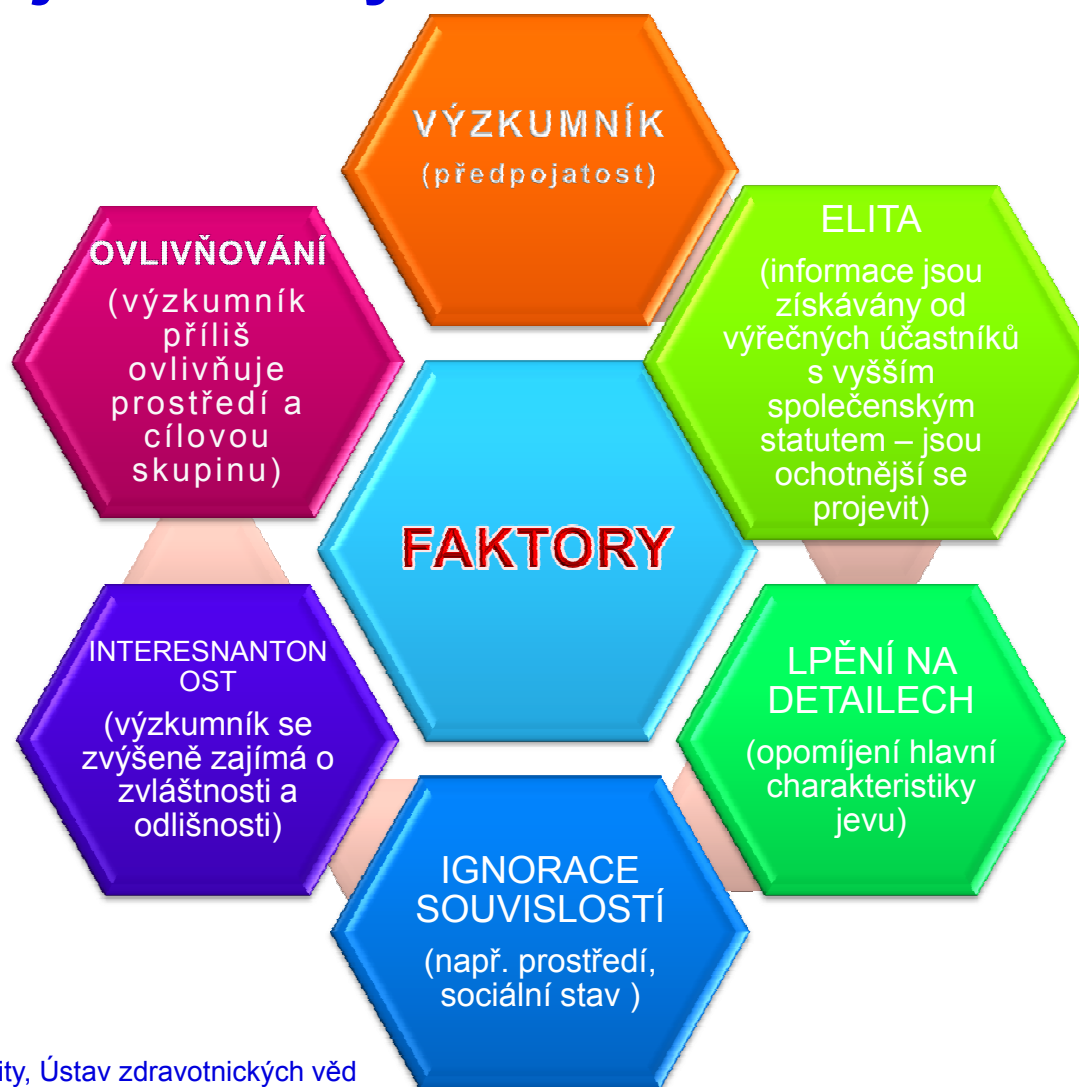 VÝZKUMNÍK
(předpojatost)
ELITA
(informace jsou
získávány od
výřečných účastníků
s vyšším
společenským
statutem – jsou
ochotnější se
projevit)
OVLIVŇOVÁNÍ
(výzkumník
příliš
ovlivňuje
prostředí a
cílovou
skupinu)
FAKTORY
INTERESNANTON
OST
(výzkumník se
zvýšeně zajímá o
zvláštnosti a
odlišnosti)
LPĚNÍ NA
DETAILECH
(opomíjení hlavní
charakteristiky
jevu)
IGNORACE
SOUVISLOSTÍ
(např. prostředí,
sociální stav )
ity, Ústav zdravotnických věd